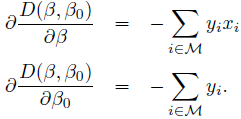 ∂ D(β, β₀) / ∂β = − ∑_{i∈ℳ} y_i x_i
∂ D(β, β₀) / ∂β₀ = − ∑_{i∈ℳ} y_i.